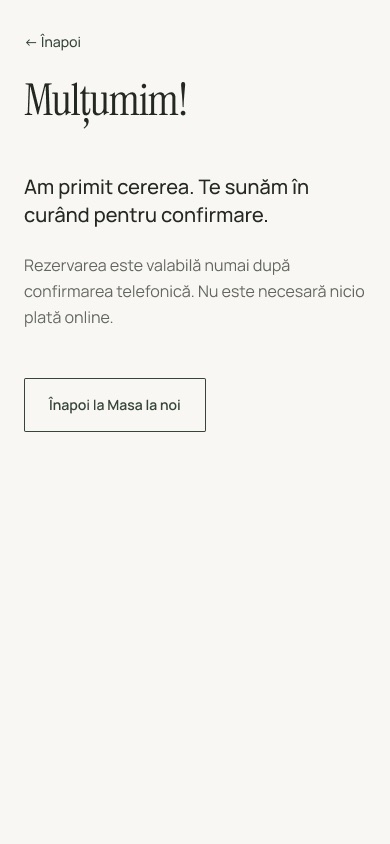 ← Înapoi
Mulțumim!
Am primit cererea. Te sunăm în
curând pentru confirmare.
Rezervarea este valabilă numai după
confirmarea telefonică. Nu este necesară nicio
plată online.
Înapoi la Masa la noi